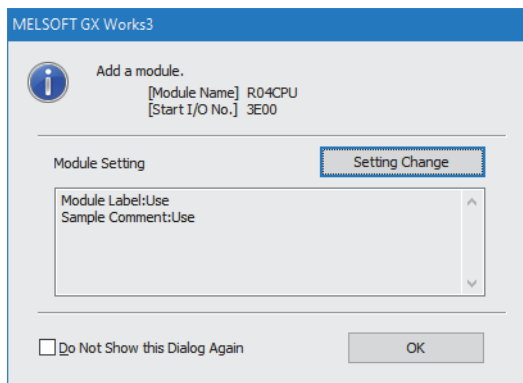 MELSOFT GX Works3
Add a module.
[Module Name] R04CPU
[Start I/O No.] 3E00
Module Setting
Setting Change
Module Label:Use
Sample Comment:Use
Do Not Show this Dialog Again
OK